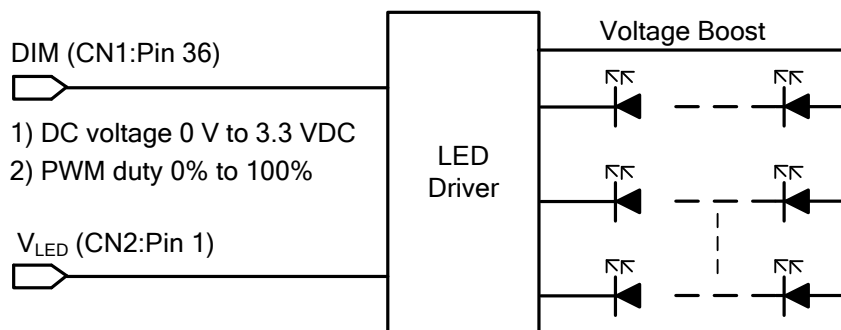 Voltage Boost
DIM (CN1:Pin 36)
1) DC voltage 0 V to 3.3 VDC
2) PWM duty 0% to 100%
LED
Driver
VLED (CN2:Pin 1)